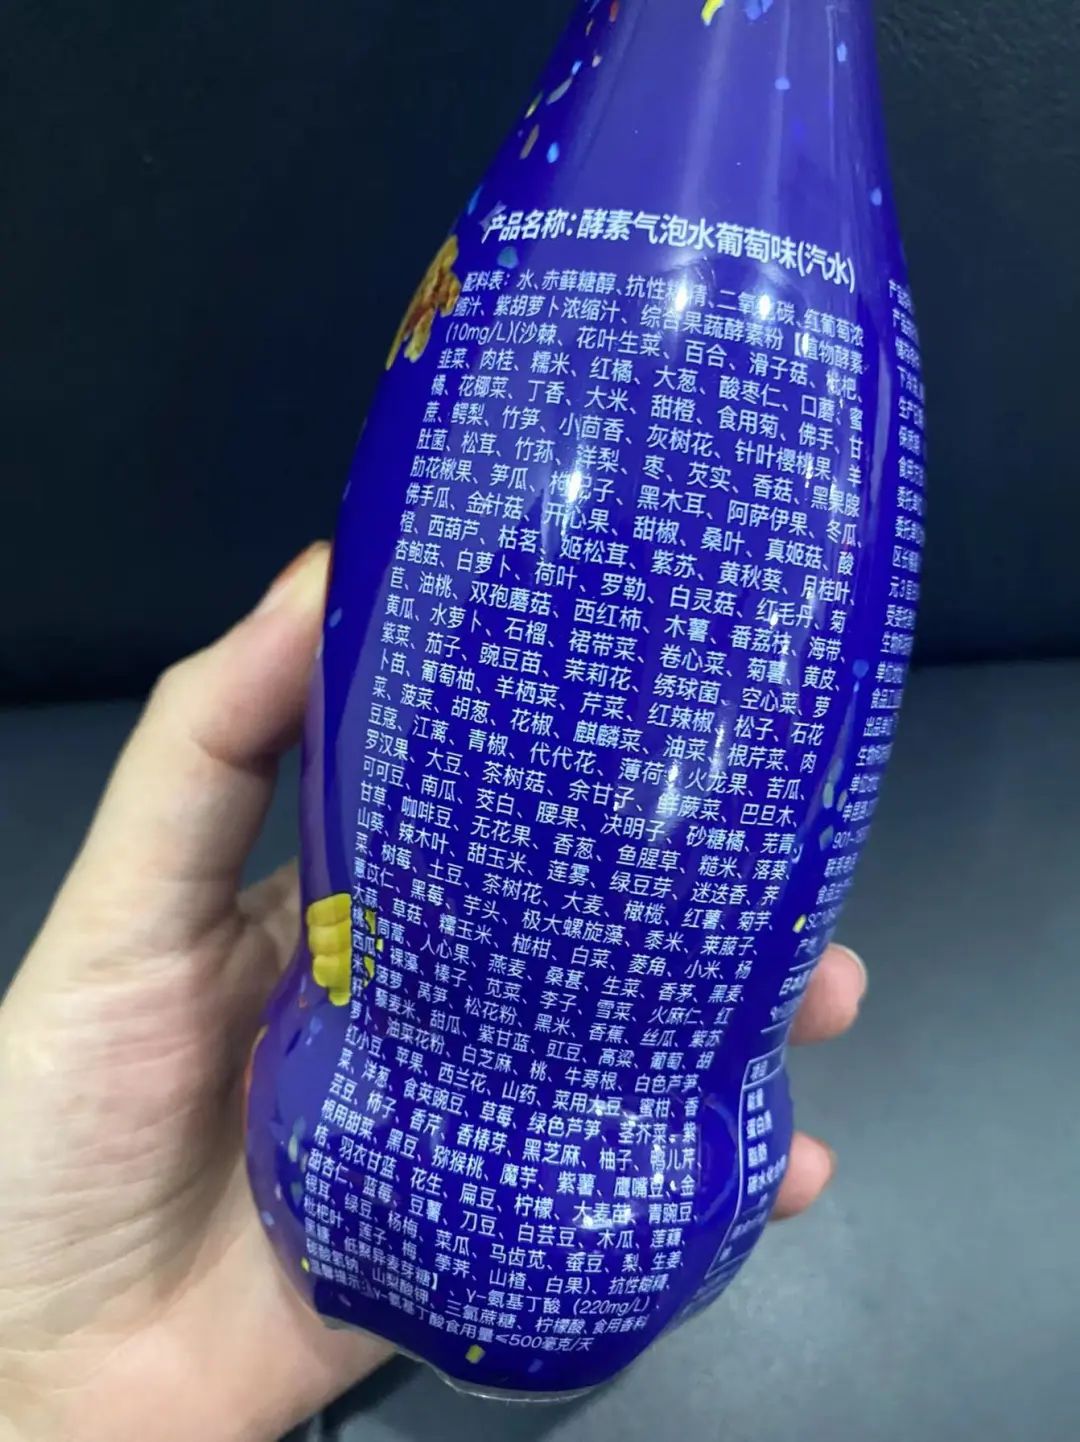 产品名称：酵素气泡水葡萄味(汽水)
配料表：水、赤藓糖醇、抗性糊精、二氧化碳、红葡萄浓
缩汁、紫胡萝卜浓缩汁、综合果蔬酵素粉【植物酵素
(10mg/L)(沙棘、花叶生菜、百合、滑子菇、枇杷、
韭菜、肉桂、糯米、红橘、大葱、酸枣仁、口蘑、蜜
橘、花椰菜、丁香、大米、甜橙、食用菊、佛手、甘
蔗、鳄梨、竹笋、小茴香、灰树花、针叶樱桃果、羊
肚菌、松茸、竹荪、洋梨、枣、芡实、香菇、黑果腺
肋花楸果、笋瓜、枸杞子、黑木耳、阿萨伊果、冬瓜、
佛手瓜、金针菇、开心果、甜椒、桑叶、真姬菇、酸
橙、西葫芦、枯茗、姬松茸、紫苏、黄秋葵、月桂叶、
杏鲍菇、白萝卜、荷叶、罗勒、白灵菇、红毛丹、菊
苣、油桃、双孢蘑菇、西红柿、木薯、番荔枝、海带、
黄瓜、水萝卜、石榴、裙带菜、卷心菜、菊薯、黄皮、
紫菜、茄子、豌豆苗、茉莉花、绣球菌、空心菜、萝
卜苗、葡萄柚、羊栖菜、芹菜、红辣椒、松子、石花
菜、菠菜、胡葱、花椒、麒麟菜、油菜、根芹菜、肉
豆蔻、江蓠、青椒、代代花、薄荷、火龙果、苦瓜、
罗汉果、大豆、茶树菇、余甘子、鲜蕨菜、巴旦木、
可可豆、南瓜、茭白、腰果、决明子、砂糖橘、芜青、
甘草、咖啡豆、无花果、香葱、鱼腥草、糙米、落葵、
山葵、辣木叶、甜玉米、莲雾、绿豆芽、迷迭香、荠
菜、树莓、土豆、茶树花、大麦、橄榄、红薯、菊芋、
薏苡仁、黑莓、芋头、极大螺旋藻、黍米、莱菔子、
大蒜、草菇、糯玉米、椪柑、白菜、菱角、小米、杨
桃、茼蒿、人心果、燕麦、桑葚、生菜、香茅、黑麦、
西瓜、裸藻、榛子、苋菜、李子、雪菜、火麻仁、红
米、菠萝、莴笋、松花粉、黑米、香蕉、丝瓜、紫苏
藜麦、甜瓜、紫甘蓝、豇豆、高粱、葡萄、胡
萝卜、油菜花粉、白芝麻、桃、牛蒡根、白色芦笋、
红小豆、苹果、西兰花、山药、菜用大豆、蜜柑、香
菜、洋葱、食荚豌豆、草莓、绿色芦笋、茎芥菜、紫
芸豆、柿子、香芹、香椿芽、黑芝麻、柚子、鸭儿芹、
根用甜菜、黑豆、猕猴桃、魔芋、紫薯、鹰嘴豆、金
桔、羽衣甘蓝、花生、扁豆、柠檬、大麦苗、青豌豆、
甜杏仁、蓝莓、豆薯、刀豆、白芸豆、木瓜、莲藕、
银耳、绿豆、杨梅、菜瓜、马齿苋、蚕豆、梨、生姜、
枇杷叶、莲子、梅、荸荠、山楂、白果)、抗性糊精、
低聚异麦芽糖】、γ-氨基丁酸 (220mg/L)、
山梨酸钾、三氯蔗糖、柠檬酸、食用香料
γ-氨基丁酸食用量≤500毫克/天